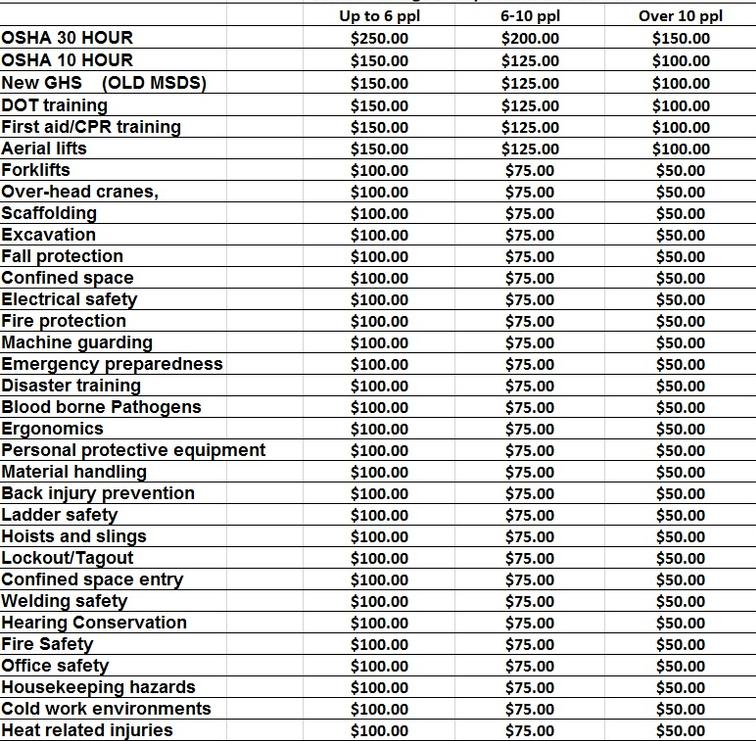 Up to 6 ppl 6-10 ppl Over 10 ppl
OSHA 30 HOUR $250.00 $200.00 $150.00
OSHA 10 HOUR $150.00 $125.00 $100.00
New GHS (OLD MSDS) $150.00 $125.00 $100.00
DOT training $150.00 $125.00 $100.00
First aid/CPR training $150.00 $125.00 $100.00
Aerial lifts $150.00 $125.00 $100.00
Forklifts $100.00 $75.00 $50.00
Over-head cranes, $100.00 $75.00 $50.00
Scaffolding $100.00 $75.00 $50.00
Excavation $100.00 $75.00 $50.00
Fall protection $100.00 $75.00 $50.00
Confined space $100.00 $75.00 $50.00
Electrical safety $100.00 $75.00 $50.00
Fire protection $100.00 $75.00 $50.00
Machine guarding $100.00 $75.00 $50.00
Emergency preparedness $100.00 $75.00 $50.00
Disaster training $100.00 $75.00 $50.00
Blood borne Pathogens $100.00 $75.00 $50.00
Ergonomics $100.00 $75.00 $50.00
Personal protective equipment $100.00 $75.00 $50.00
Material handling $100.00 $75.00 $50.00
Back injury prevention $100.00 $75.00 $50.00
Ladder safety $100.00 $75.00 $50.00
Hoists and slings $100.00 $75.00 $50.00
Lockout/Tagout $100.00 $75.00 $50.00
Confined space entry $100.00 $75.00 $50.00
Welding safety $100.00 $75.00 $50.00
Hearing Conservation $100.00 $75.00 $50.00
Fire Safety $100.00 $75.00 $50.00
Office safety $100.00 $75.00 $50.00
Housekeeping hazards $100.00 $75.00 $50.00
Cold work environments $100.00 $75.00 $50.00
Heat related injuries $100.00 $75.00 $50.00